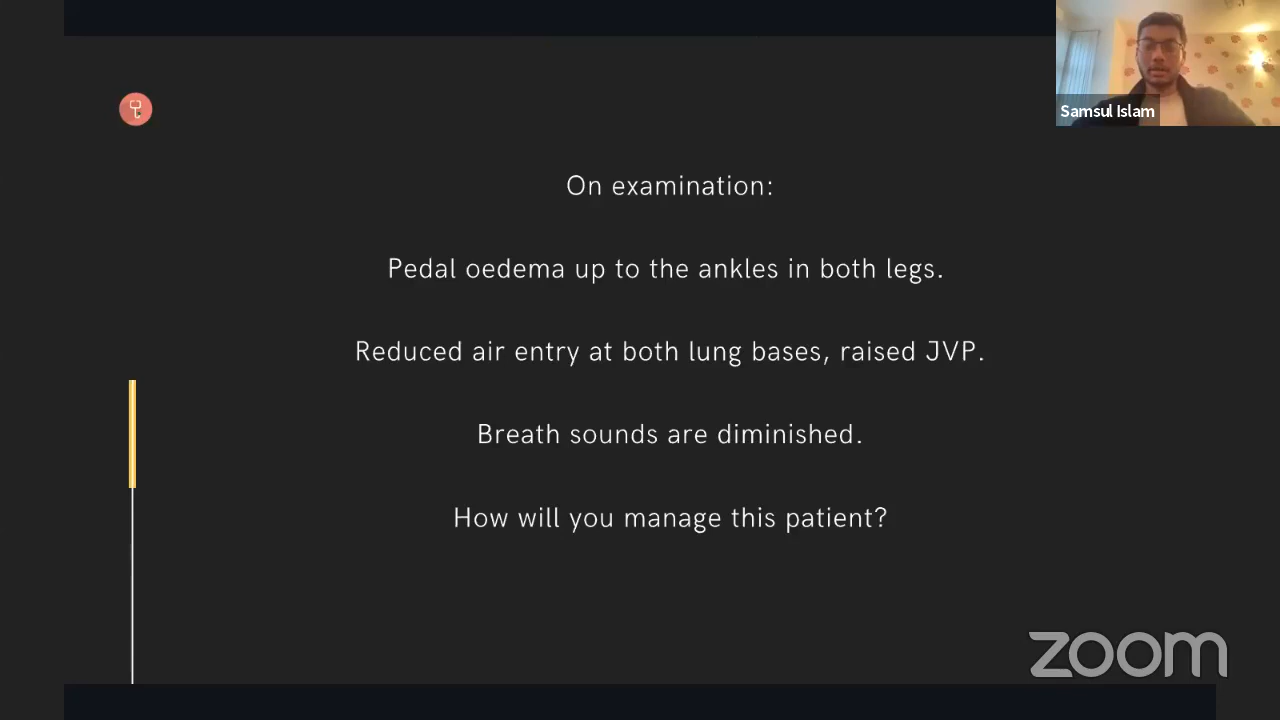 Samsul Islam
On examination:
Pedal oedema up to the ankles in both legs.
Reduced air entry at both lung bases, raised JVP.
Breath sounds are diminished.
How will you manage this patient?
zoom